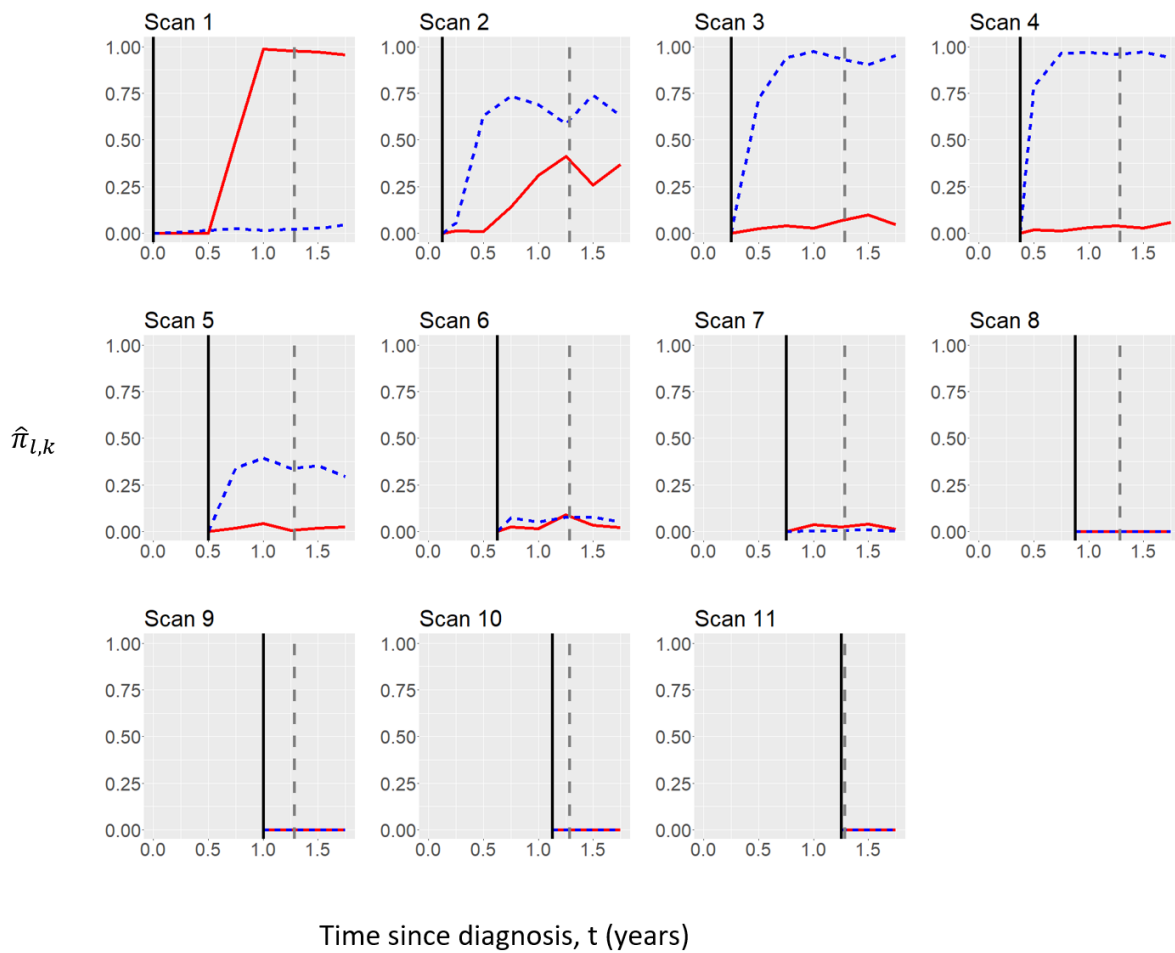 Scan 1 Scan 2 Scan 3 Scan 4
1.00 1.00 1.00 1.00
0.75 0.75 0.75 0.75
0.50 0.50 0.50 0.50
0.25 0.25 0.25 0.25
0.00 0.00 0.00 0.00
0.0 0.5 1.0 1.5 0.0 0.5 1.0 1.5 0.0 0.5 1.0 1.5 0.0 0.5 1.0 1.5
Scan 5 Scan 6 Scan 7 Scan 8
1.00 1.00 1.00 1.00
0.75 0.75 0.75 0.75
0.50 0.50 0.50 0.50
π̂l,k
0.25 0.25 0.25 0.25
0.00 0.00 0.00 0.00
0.0 0.5 1.0 1.5 0.0 0.5 1.0 1.5 0.0 0.5 1.0 1.5 0.0 0.5 1.0 1.5
Scan 9 Scan 10 Scan 11
1.00 1.00 1.00
0.75 0.75 0.75
0.50 0.50 0.50
0.25 0.25 0.25
0.00 0.00 0.00
0.0 0.5 1.0 1.5 0.0 0.5 1.0 1.5 0.0 0.5 1.0 1.5
Time since diagnosis, t (years)